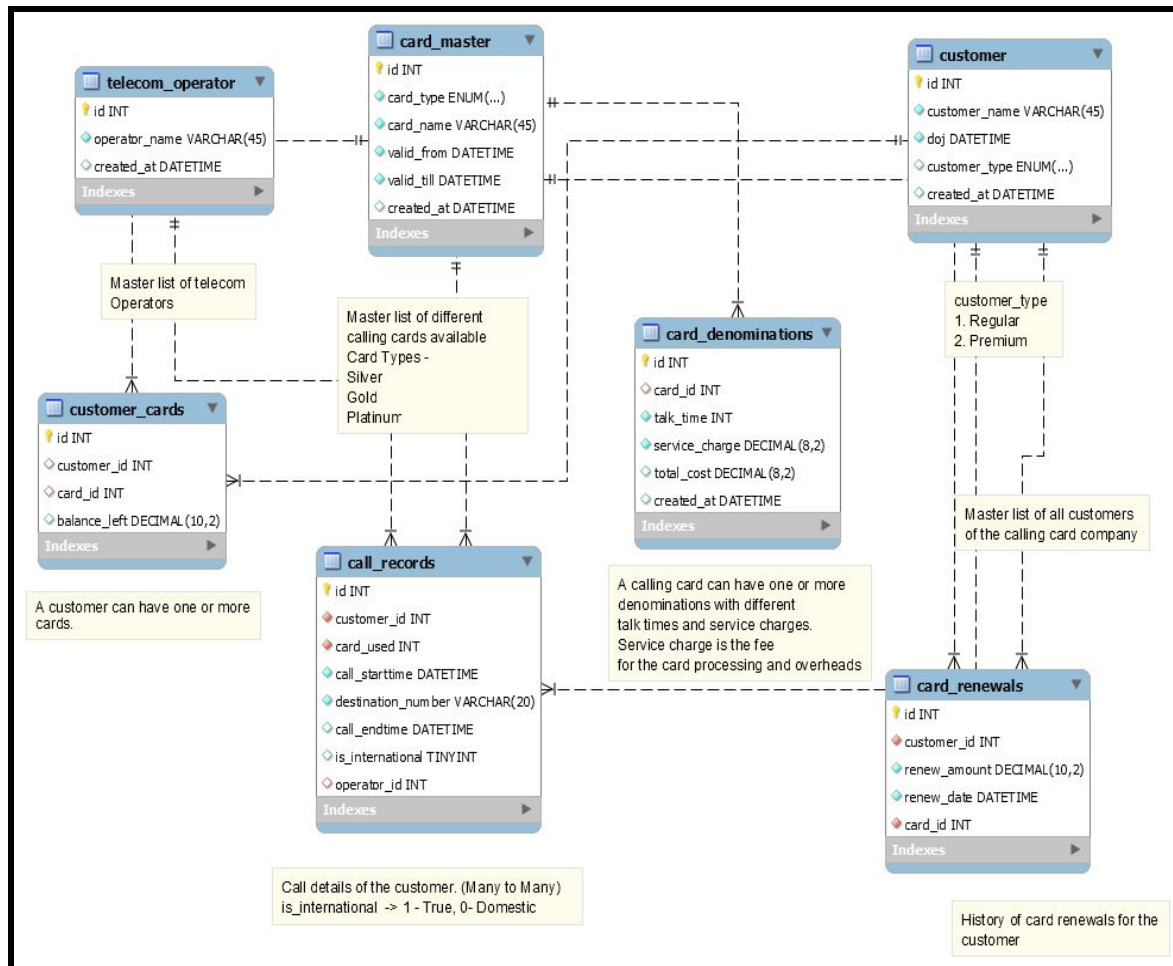 telecom_operator
id INT
operator_name VARCHAR(45)
created_at DATETIME
Indexes
card_master
id INT
card_type ENUM(...)
card_name VARCHAR(45)
valid_from DATETIME
valid_till DATETIME
created_at DATETIME
Indexes
customer
id INT
customer_name VARCHAR(45)
doj DATETIME
customer_type ENUM(...)
created_at DATETIME
Indexes
Master list of telecom
Operators
Master list of different
calling cards available
Card Types -
Silver
Gold
Platinum
customer_type
1. Regular
2. Premium
card_denominations
id INT
card_id INT
talk_time INT
service_charge DECIMAL(8,2)
total_cost DECIMAL(8,2)
created_at DATETIME
Indexes
customer_cards
id INT
customer_id INT
card_id INT
balance_left DECIMAL(10,2)
Indexes
Master list of all customers
of the calling card company
A customer can have one or more
cards.
call_records
id INT
customer_id INT
card_used INT
call_starttime DATETIME
destination_number VARCHAR(20)
call_endtime DATETIME
is_international TINYINT
operator_id INT
Indexes
A calling card can have one or more
denominations with different
talk times and service charges.
Service charge is the fee
for the card processing and overheads
card_renewals
id INT
customer_id INT
renew_amount DECIMAL(10,2)
renew_date DATETIME
card_id INT
Indexes
Call details of the customer. (Many to Many)
is_international -> 1 - True, 0- Domestic
History of card renewals for the
customer